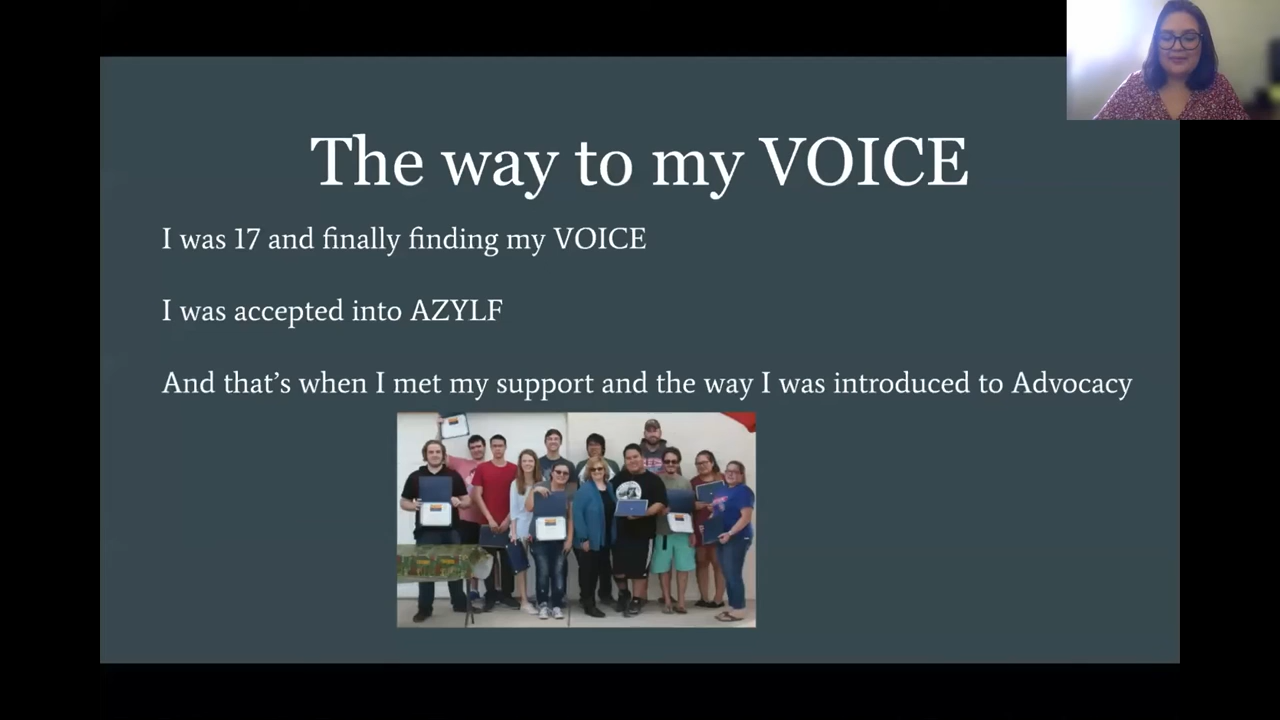 The way to my VOICE
I was 17 and finally finding my VOICE
I was accepted into AZYLF
And that's when I met my support and the way I was introduced to Advocacy